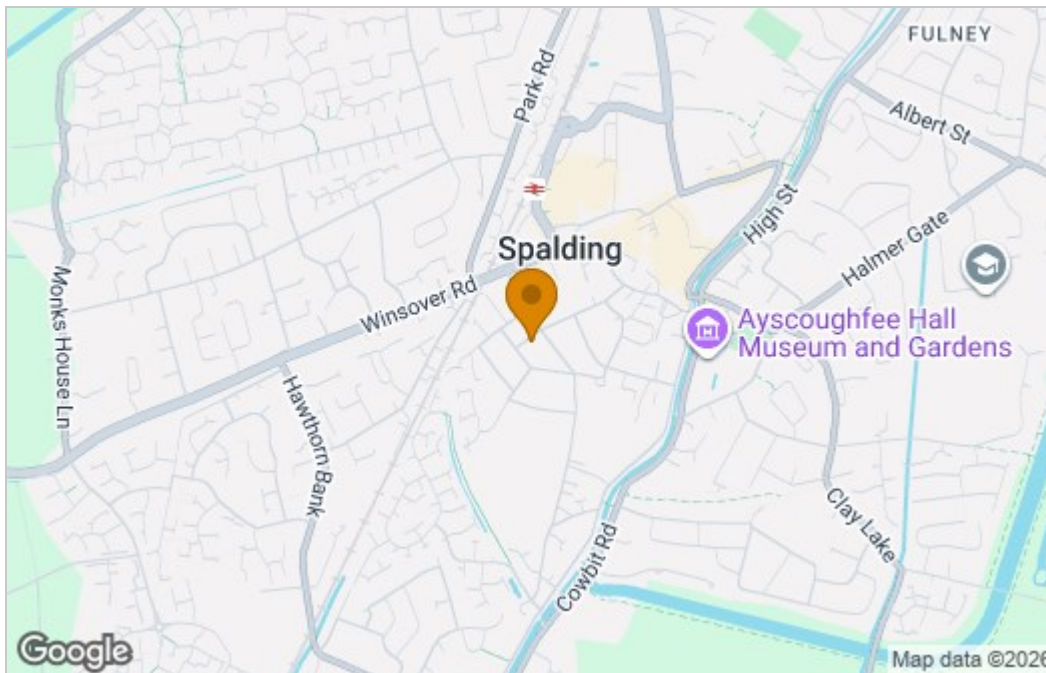 FULNEY
Park Rd
Albert St
High St
Spalding
Halmer Gate
Winsover Rd
Monks House Ln
Ayscoughfee Hall
Museum and Gardens
Hawthorn Bank
Clay Lake
Cowbit Rd
Google
Map data ©2026